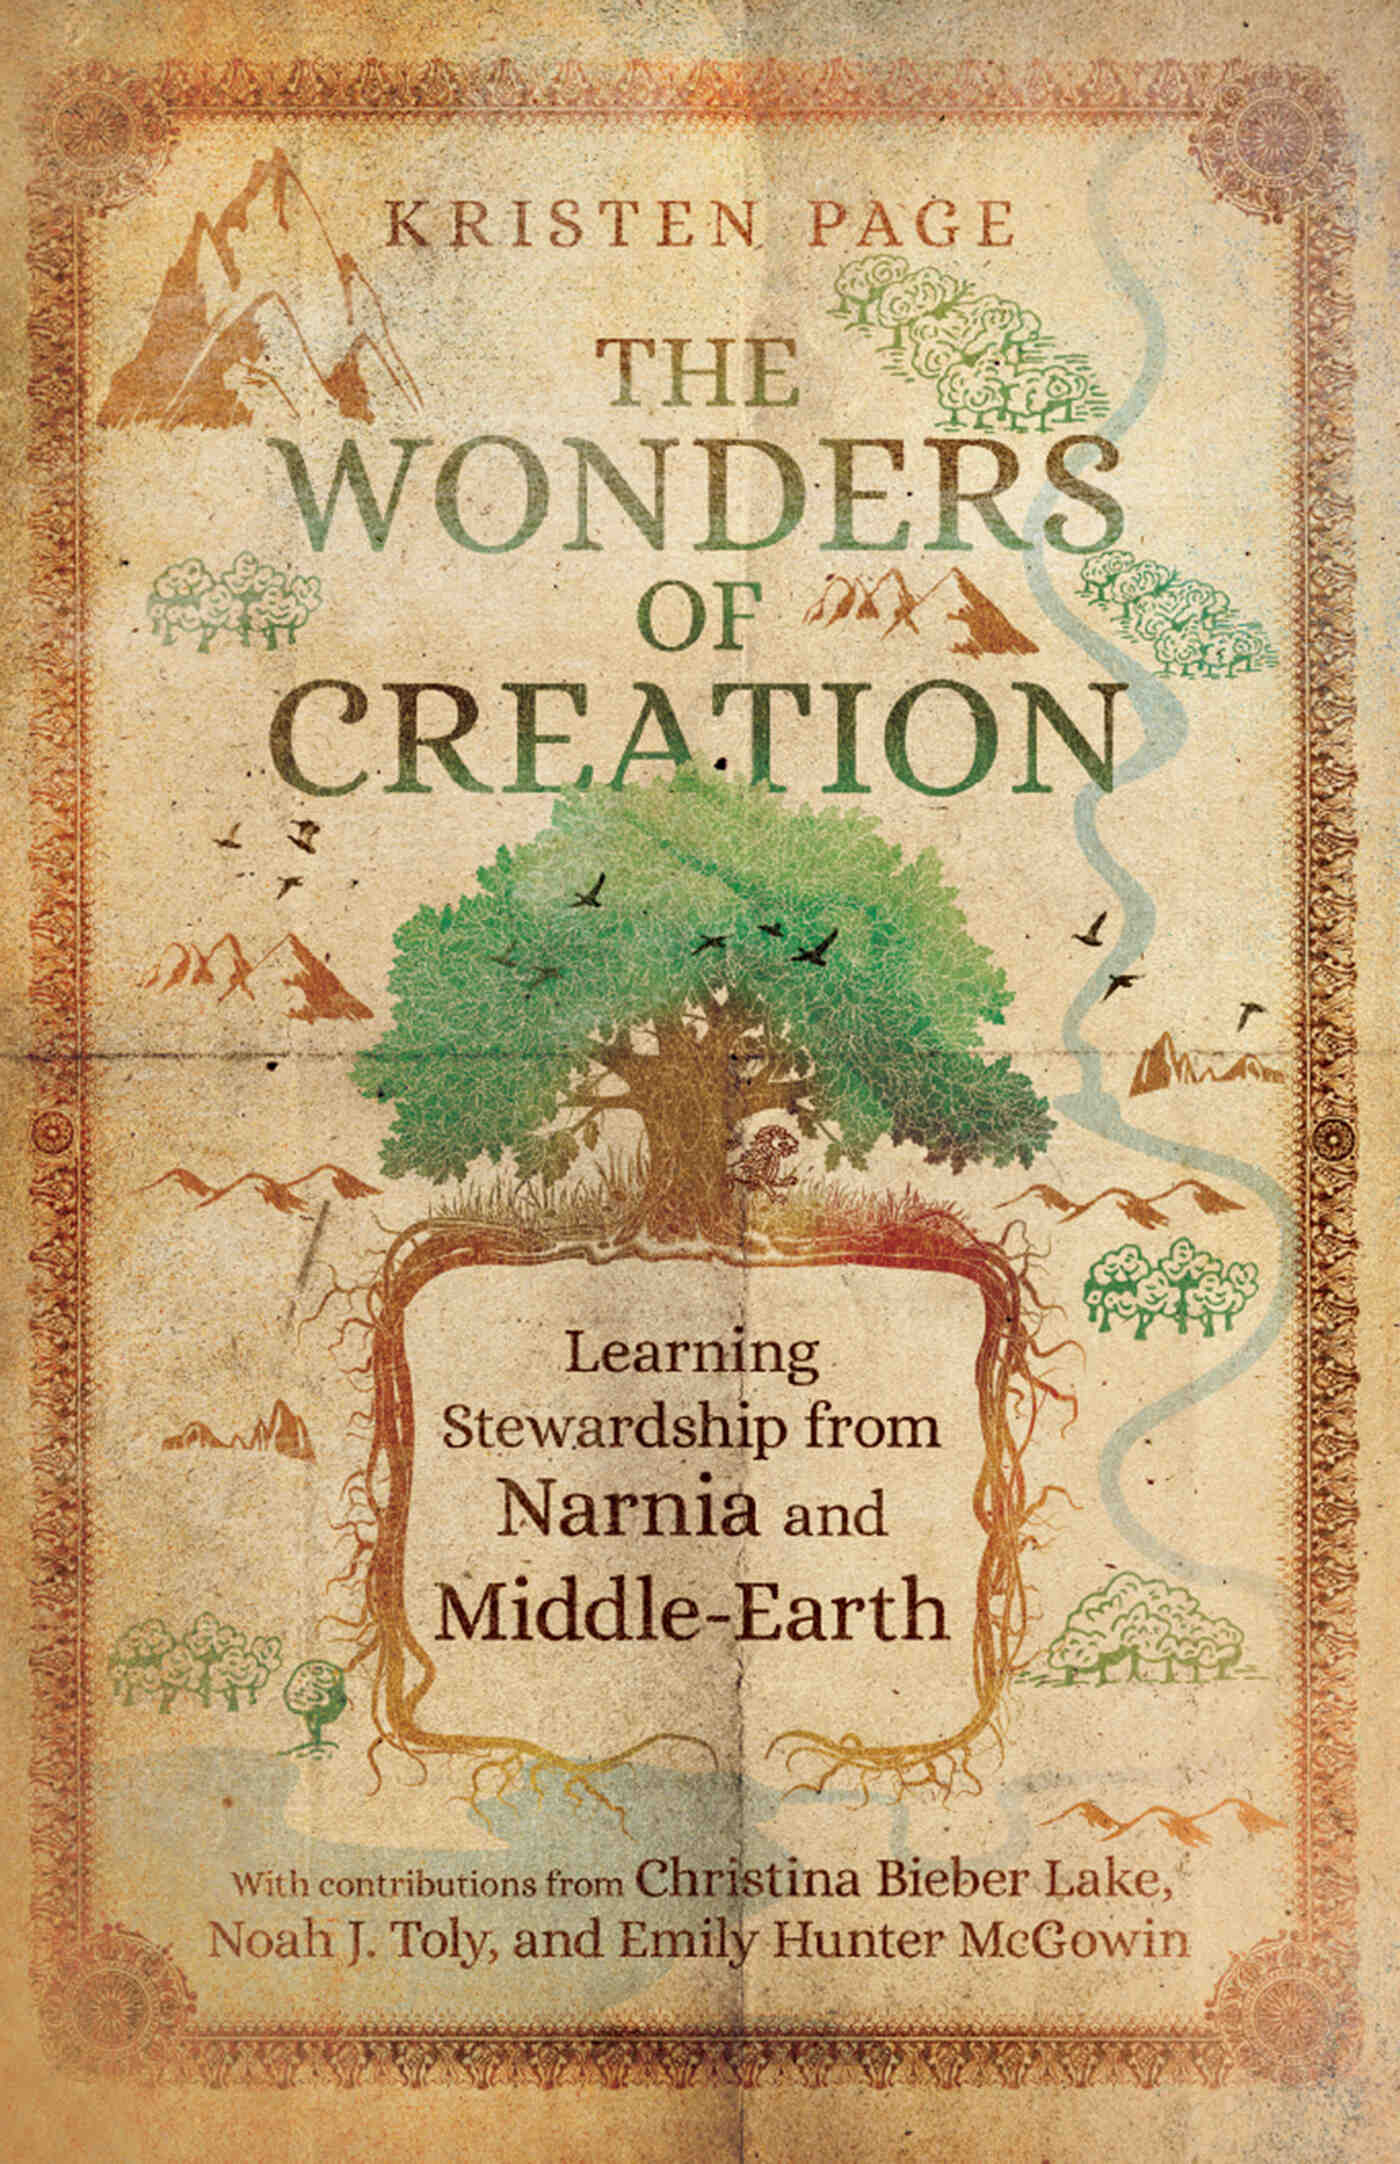 KRISTEN PAGE
THE
WONDERS
OF
CREATION
Learning
Stewardship from
Narnia and
Middle-Earth
With contributions from Christina Bieber Lake,
Noah J. Toly, and Emily Hunter McGowin